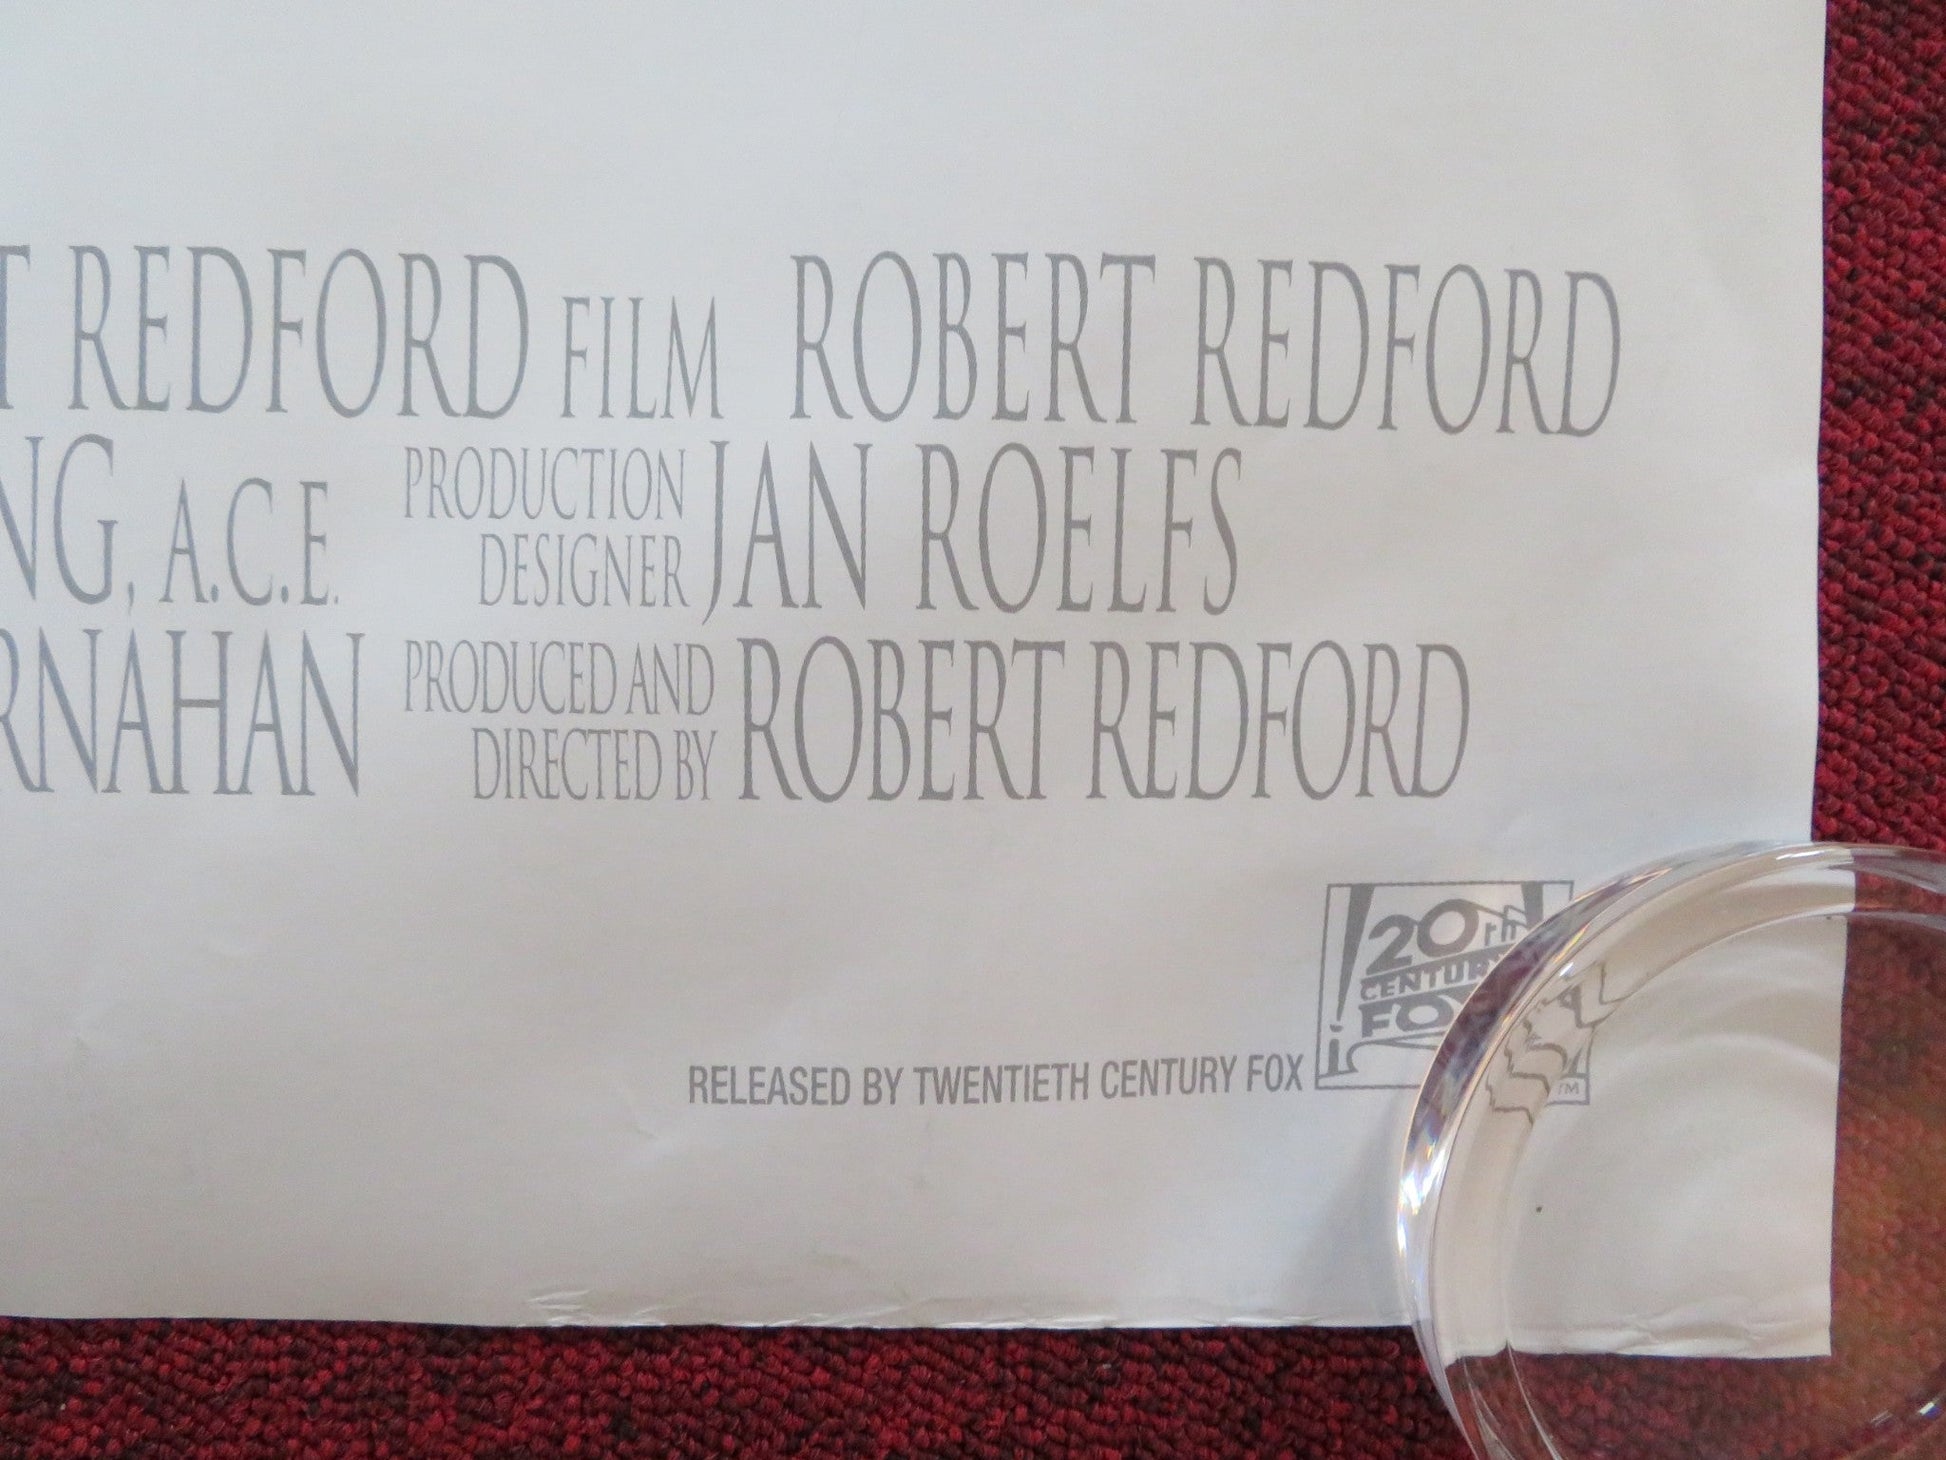 T REDFORD FILM ROBERT REDFORD
NG, A.C.E. PRODUCTION DESIGNER JAN ROELFS
RNAHAN PRODUCED AND DIRECTED BY ROBERT REDFORD
20TH
CENTURY
FOX
RELEASED BY TWENTIETH CENTURY FOX
TM